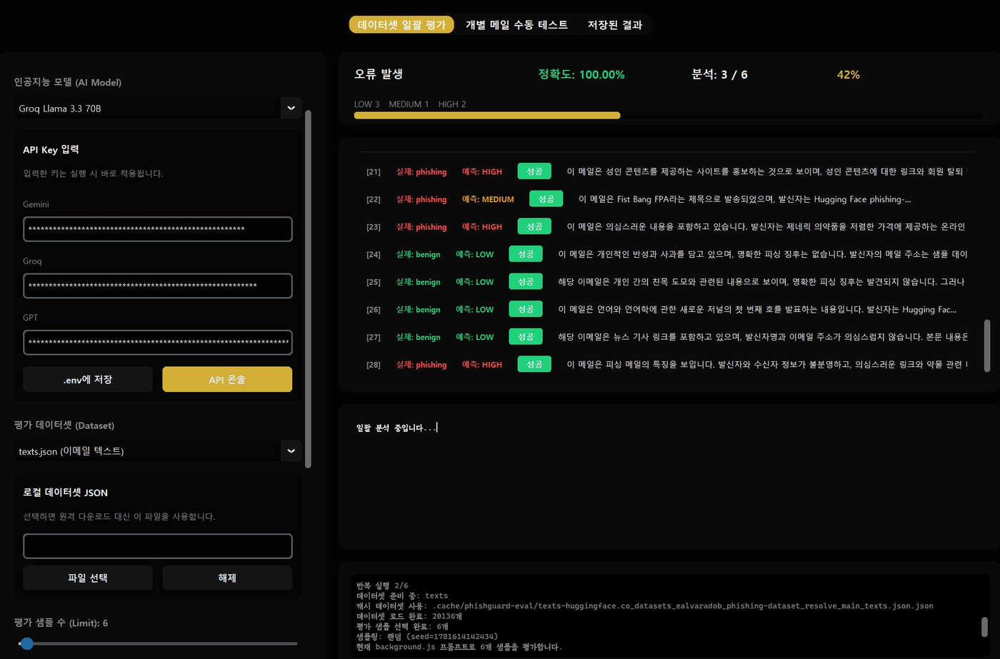 데이터셋 일괄 평가 개별 메일 수동 테스트 저장된 결과
인공지능 모델 (AI Model)
Groq Llama 3.3 70B
API Key 입력
입력한 키는 실행 시 바로 적용됩니다.
Gemini
Groq
GPT
.env에 저장 API 콘솔
평가 데이터셋 (Dataset)
texts.json (이메일 텍스트)
로컬 데이터셋 JSON
선택하면 원격 다운로드 대신 이 파일을 사용합니다.
파일 선택 해제
평가 샘플 수 (Limit): 6
오류 발생 정확도: 100.00% 분석: 3 / 6 42%
LOW 3 MEDIUM 1 HIGH 2
[21] 실제: phishing 예측: HIGH 성공 이 메일은 성인 콘텐츠를 제공하는 사이트를 홍보하는 것으로 보이며, 성인 콘텐츠에 대한 링크와 회원 탈퇴
[22] 실제: phishing 예측: MEDIUM 성공 이 메일은 Fist Bang FPA라는 제목으로 발송되었으며, 발신자는 Hugging Face phishing-...
[23] 실제: phishing 예측: HIGH 성공 이 메일은 의심스러운 내용을 포함하고 있습니다. 발신자는 제네릭 의약품을 저렴한 가격에 제공하는 온라인
[24] 실제: benign 예측: LOW 성공 이 메일은 개인적인 반성과 사과를 담고 있으며, 명확한 피싱 징후는 없습니다. 발신자의 메일 주소는 샘플 데이
[25] 실제: benign 예측: LOW 성공 해당 이메일은 개인 간의 친목 도모와 관련된 내용으로 보이며, 명확한 피싱 징후는 발견되지 않습니다. 그러나
[26] 실제: benign 예측: LOW 성공 이 메일은 언어와 언어학에 관한 새로운 저널의 첫 번째 호를 발표하는 내용입니다. 발신자는 Hugging Fac...
[27] 실제: benign 예측: LOW 성공 해당 이메일은 뉴스 기사 링크를 포함하고 있으며, 발신자명과 이메일 주소가 의심스럽지 않습니다. 본문 내용은
[28] 실제: phishing 예측: HIGH 성공 이 메일은 피싱 메일의 특징을 보입니다. 발신자와 수신자 정보가 불분명하고, 의심스러운 링크와 약물 관련
일괄 분석 중입니다...
반복 실행 2/6
데이터셋 준비 중: texts
캐시 데이터셋 사용: .cache/phishguard-eval/texts-huggingface.co_datasets_ealvaradob_phishing-dataset_resolve_main_texts.json.json
데이터셋 로드 완료: 20136개
평가 샘플 선택 완료: 6개
샘플링: 랜덤 (seed=1781614142434)
현재 background.js 프롬프트로 6개 샘플을 평가합니다.